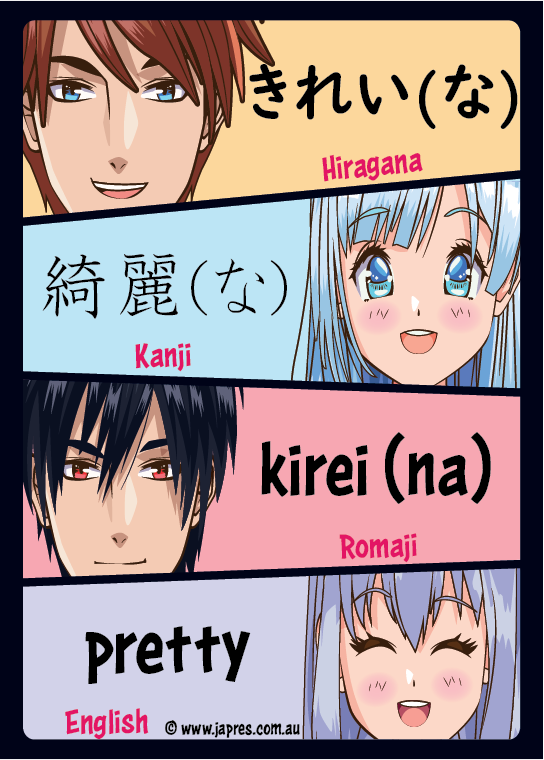 きれい(な)
Hiragana
綺麗(な)
Kanji
kirei (na)
Romaji
pretty
English © www.japres.com.au